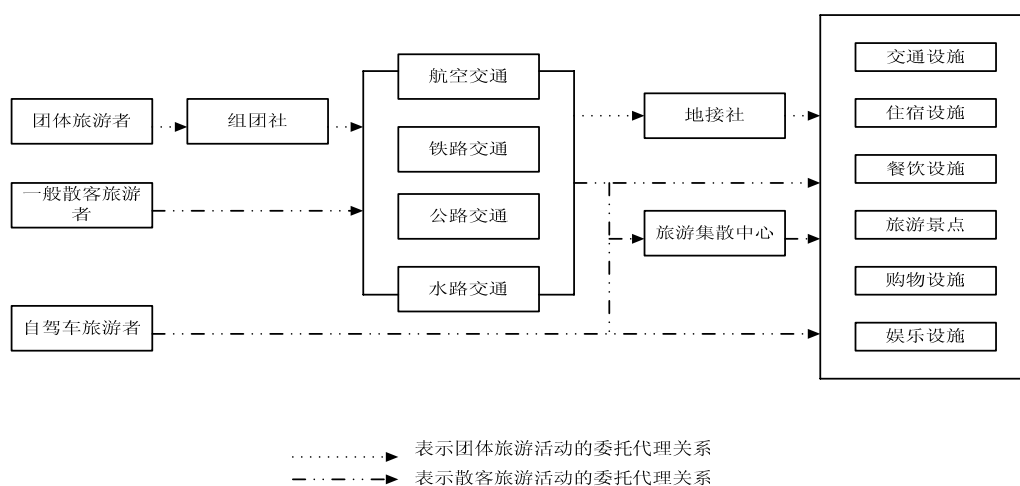 团体旅游者
组团社
一般散客旅游
者
自驾车旅游者
航空交通
铁路交通
公路交通
水路交通
地接社
旅游集散中心
交通设施
住宿设施
餐饮设施
旅游景点
购物设施
娱乐设施
表示团体旅游活动的委托代理关系
表示散客旅游活动的委托代理关系